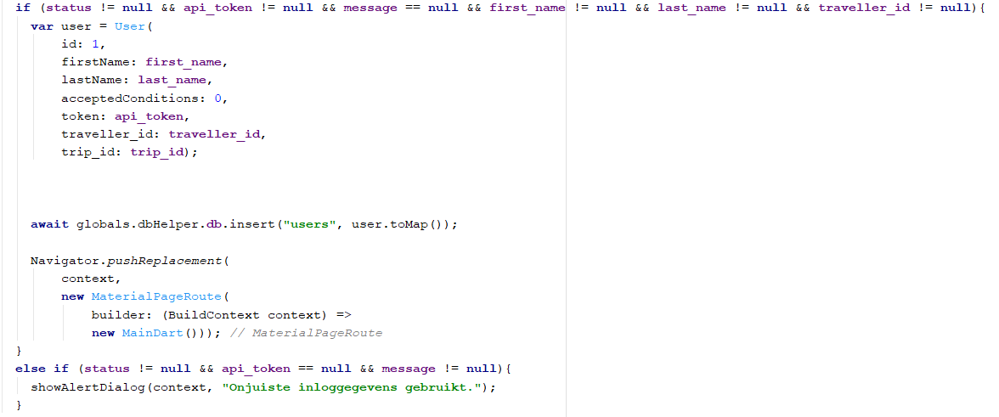 if (status != null && api_token != null && message == null && first_name != null && last_name != null && traveller_id != null){
var user = User(
id: 1,
firstName: first_name,
lastName: last_name,
acceptedConditions: 0,
token: api_token,
traveller_id: traveller_id,
trip_id: trip_id);
await globals.dbHelper.db.insert("users", user.toMap());
Navigator.pushReplacement(
context,
new MaterialPageRoute(
builder: (BuildContext context) =>
new MainDart())); // MaterialPageRoute
}
else if (status != null && api_token == null && message != null){
showAlertDialog(context, "Onjuiste inloggegevens gebruikt.");
}